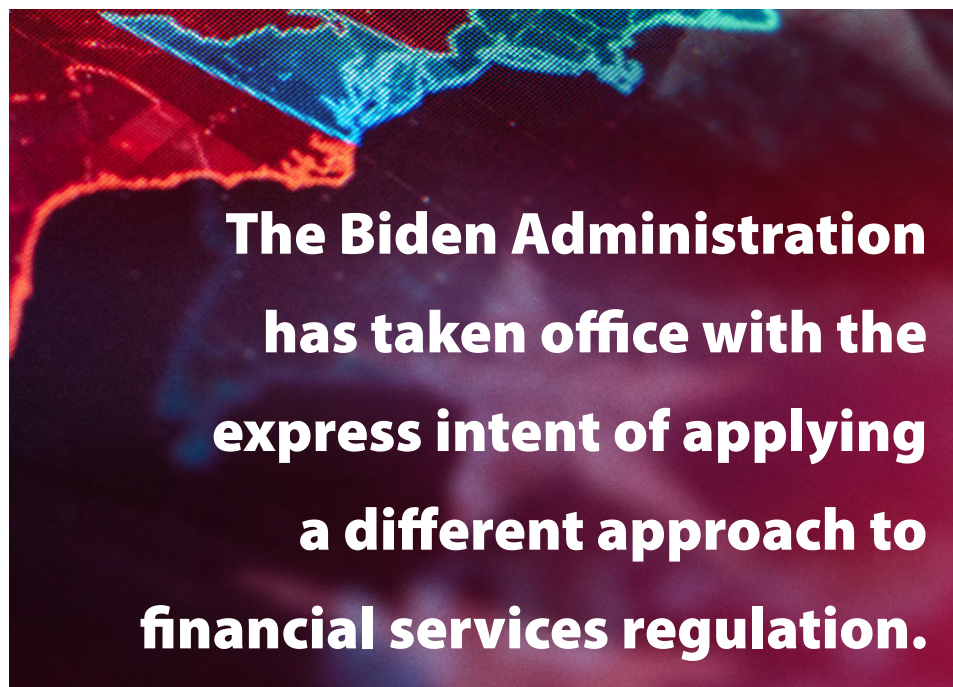 The Biden Administration
has taken office with the
express intent of applying
a different approach to
financial services regulation.